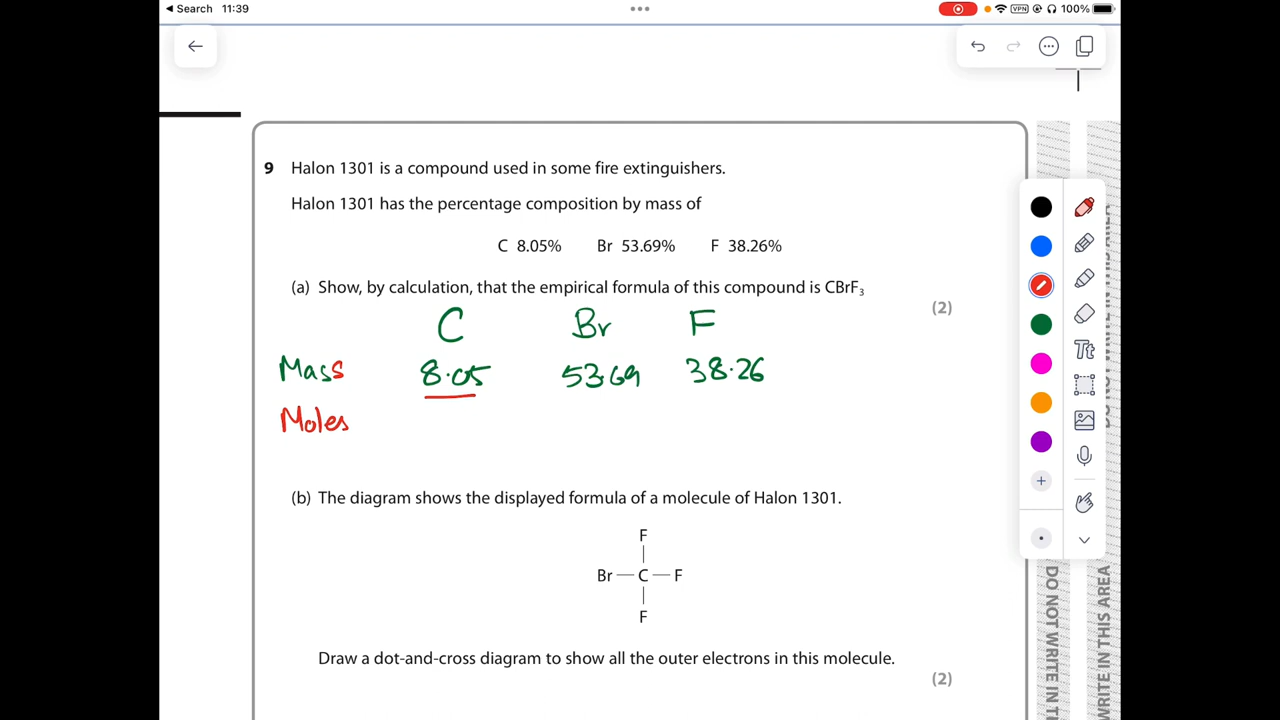 Search 11:39
VPN 100%
9 Halon 1301 is a compound used in some fire extinguishers.
Halon 1301 has the percentage composition by mass of
C 8.05% Br 53.69% F 38.26%
(a) Show, by calculation, that the empirical formula of this compound is CBrF₃
(2)
C Br F
Mass 8.05 53.69 38.26
Moles
(b) The diagram shows the displayed formula of a molecule of Halon 1301.
F
Br — C — F
F
Draw a dot-and-cross diagram to show all the outer electrons in this molecule.
(2)
Tt
DO NOT WRITE IN T
WRITE IN THIS AREA